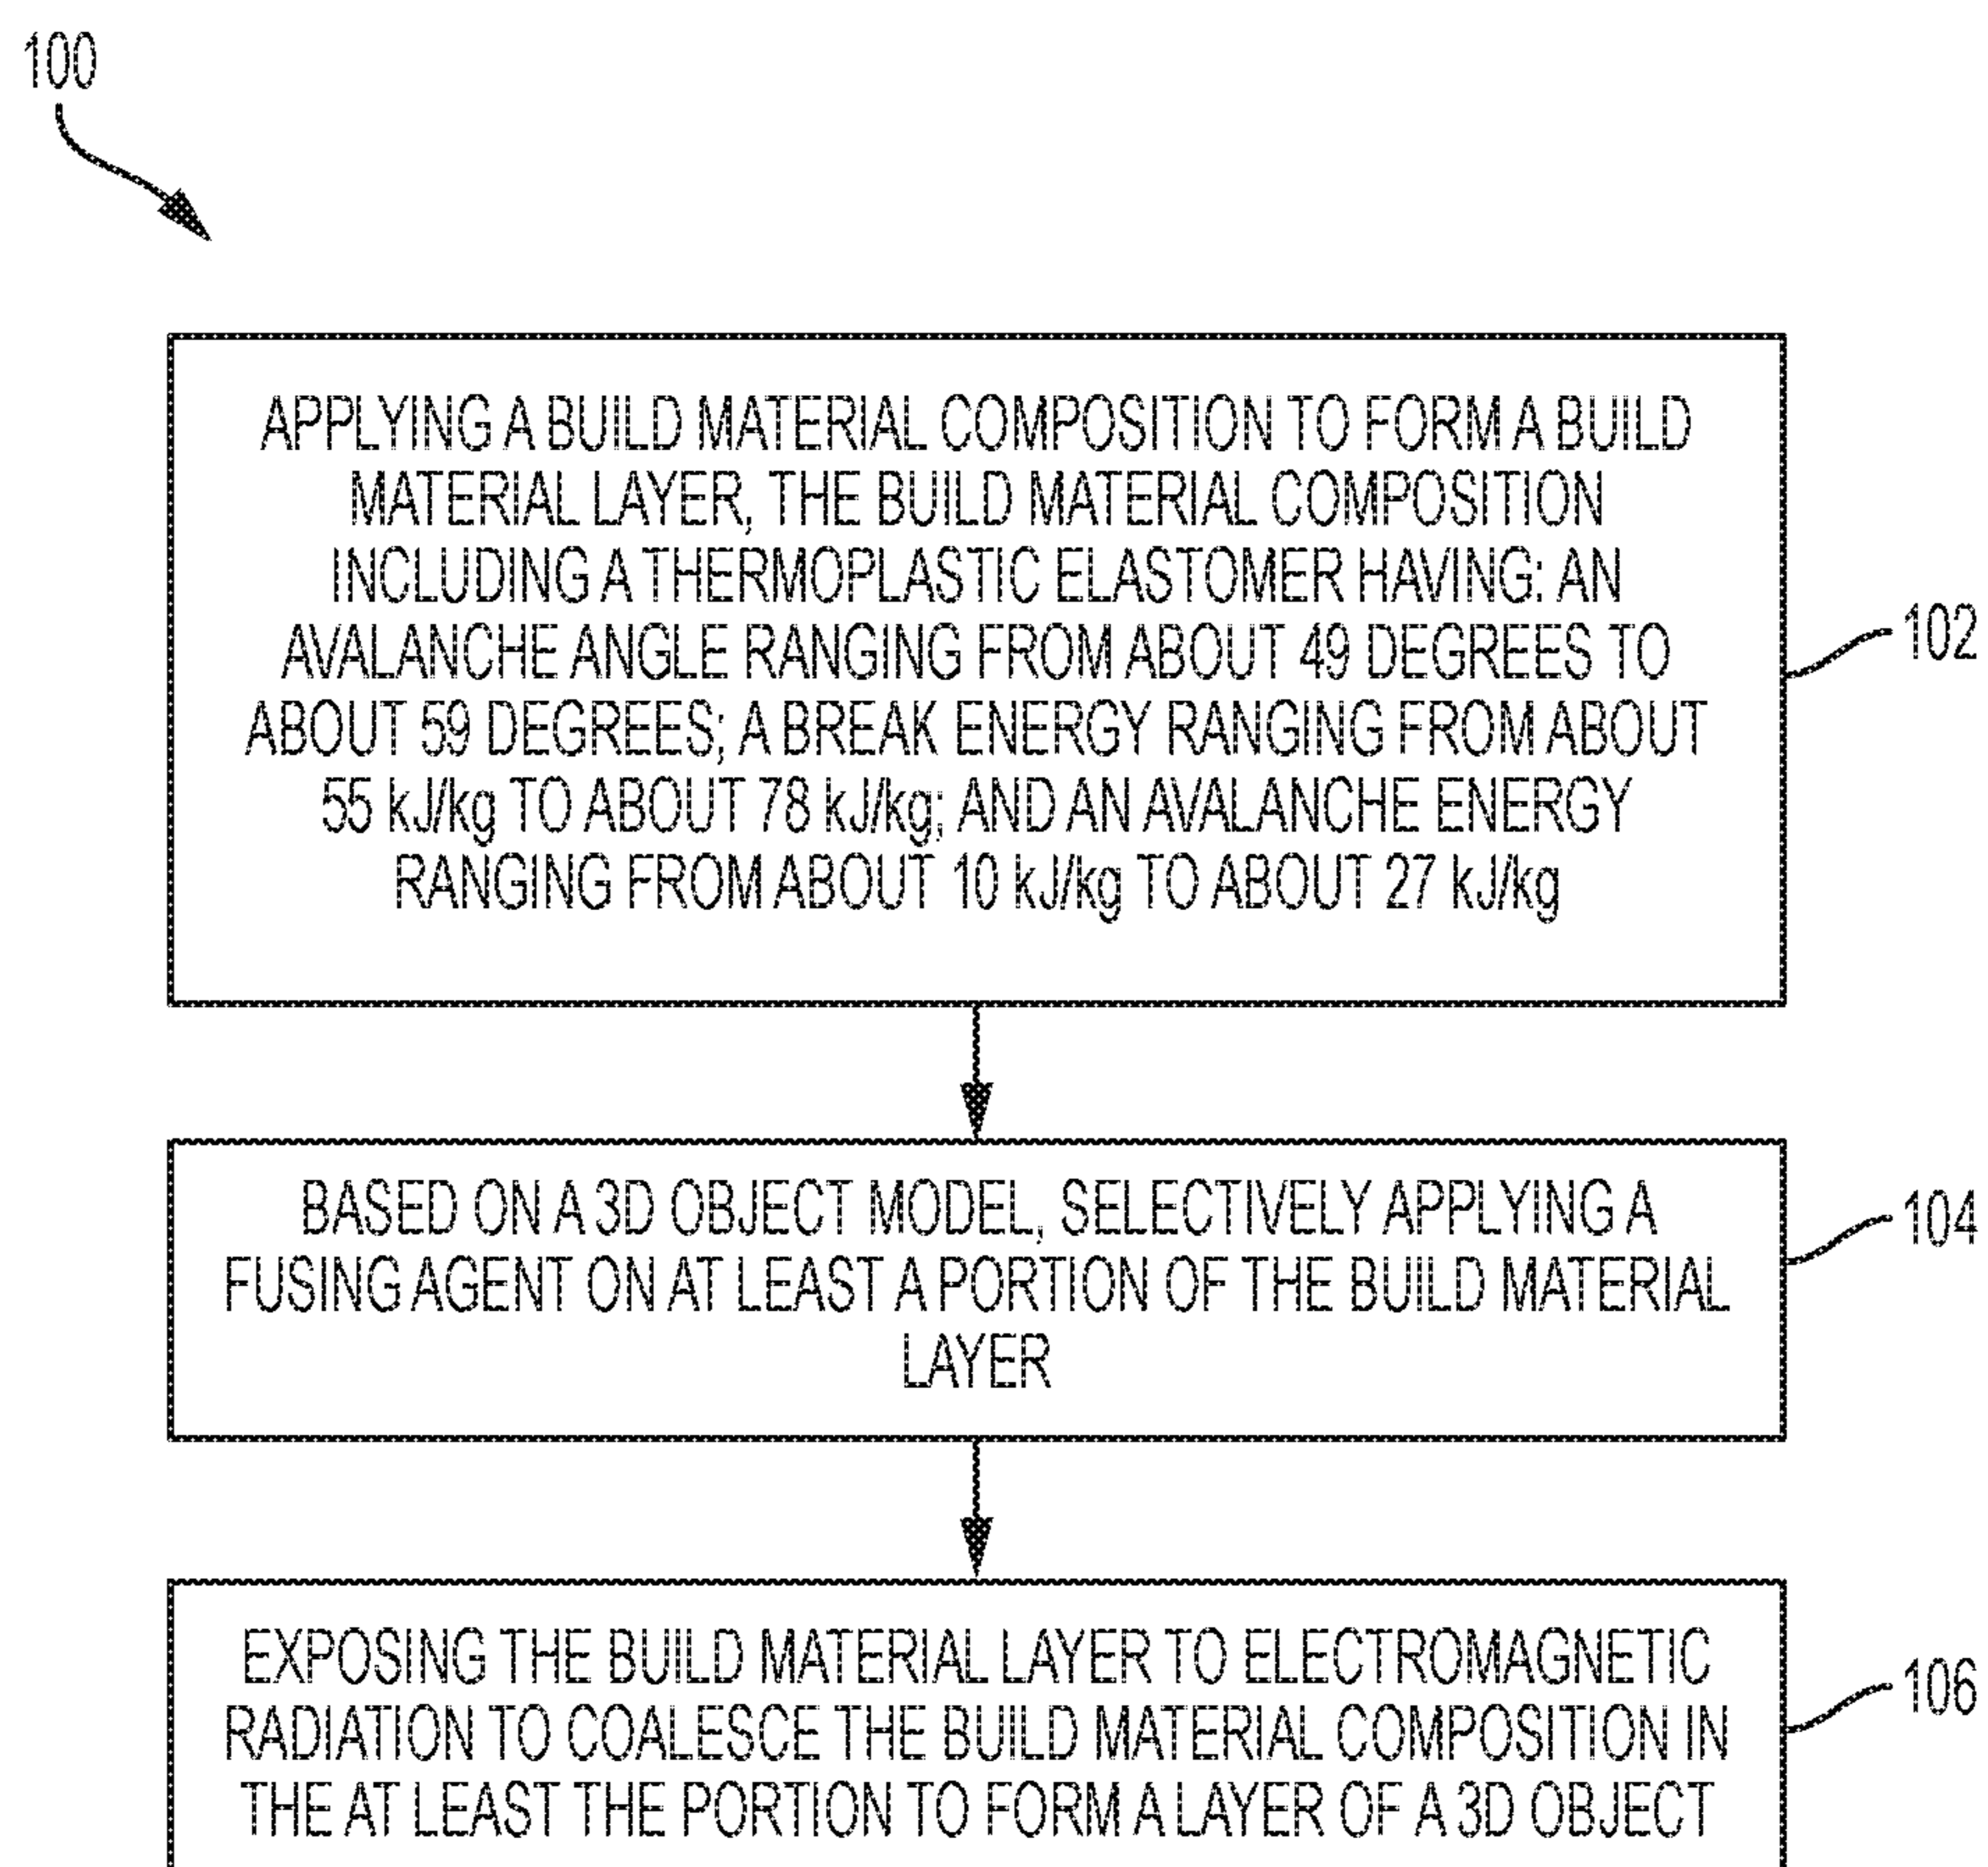 100
APPLYING A BUILD MATERIAL COMPOSITION TO FORM A BUILD
MATERIAL LAYER, THE BUILD MATERIAL COMPOSITION
INCLUDING A THERMOPLASTIC ELASTOMER HAVING: AN
AVALANCHE ANGLE RANGING FROM ABOUT 49 DEGREES TO
ABOUT 59 DEGREES; A BREAK ENERGY RANGING FROM ABOUT
55 kJ/kg TO ABOUT 78 kJ/kg; AND AN AVALANCHE ENERGY
RANGING FROM ABOUT 10 kJ/kg TO ABOUT 27 kJ/kg
102
BASED ON A 3D OBJECT MODEL, SELECTIVELY APPLYING A
FUSING AGENT ON AT LEAST A PORTION OF THE BUILD MATERIAL
LAYER
104
EXPOSING THE BUILD MATERIAL LAYER TO ELECTROMAGNETIC
RADIATION TO COALESCE THE BUILD MATERIAL COMPOSITION IN
THE AT LEAST THE PORTION TO FORM A LAYER OF A 3D OBJECT
106